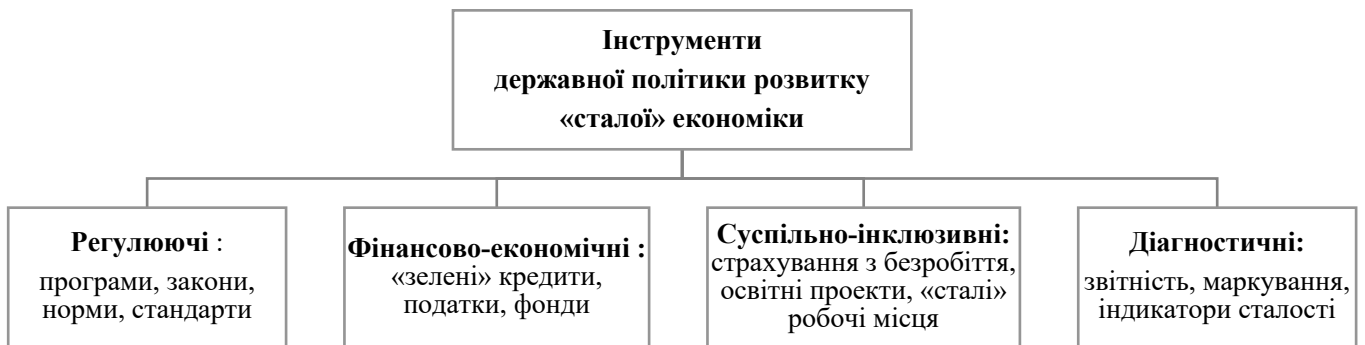 Інструменти
державної політики розвитку
«сталої» економіки
Регулюючі :
програми, закони,
норми, стандарти
Фінансово-економічні :
«зелені» кредити,
податки, фонди
Суспільно-інклюзивні:
страхування з безробіття,
освітні проекти, «сталі»
робочі місця
Діагностичні:
звітність, маркування,
індикатори сталості